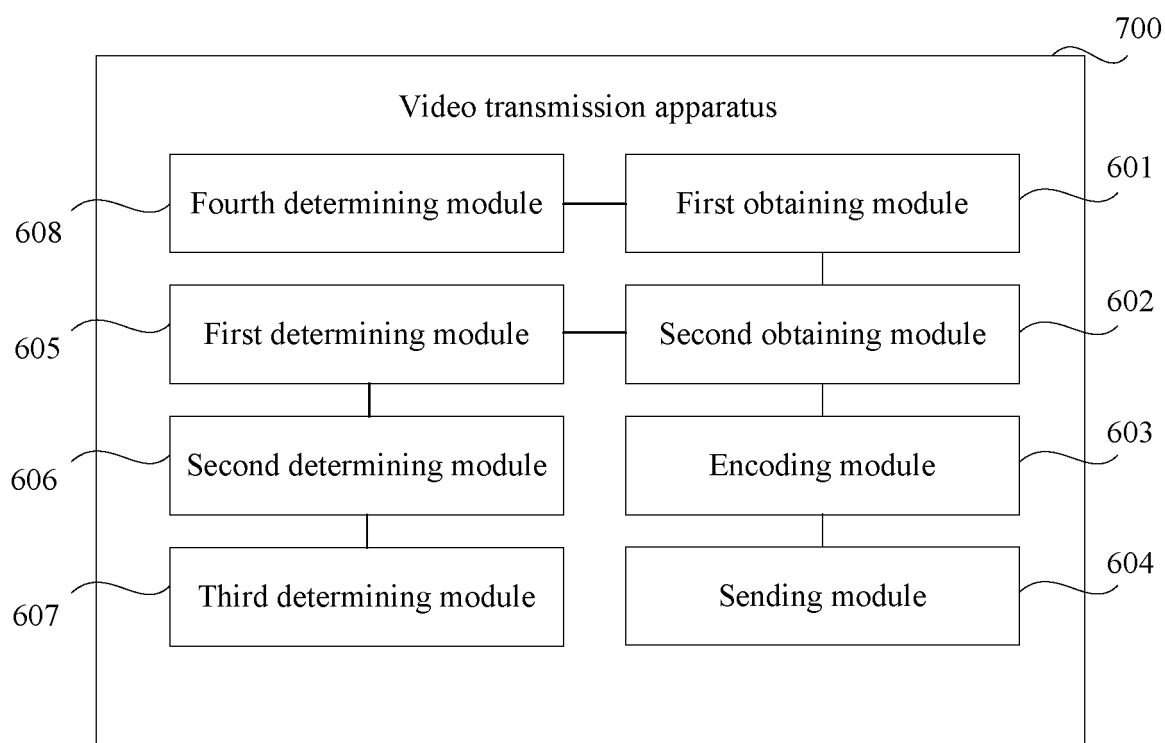 700
Video transmission apparatus
Fourth determining module
First obtaining module
601
608
First determining module
Second obtaining module
602
605
Second determining module
Encoding module
603
606
Third determining module
Sending module
604
607